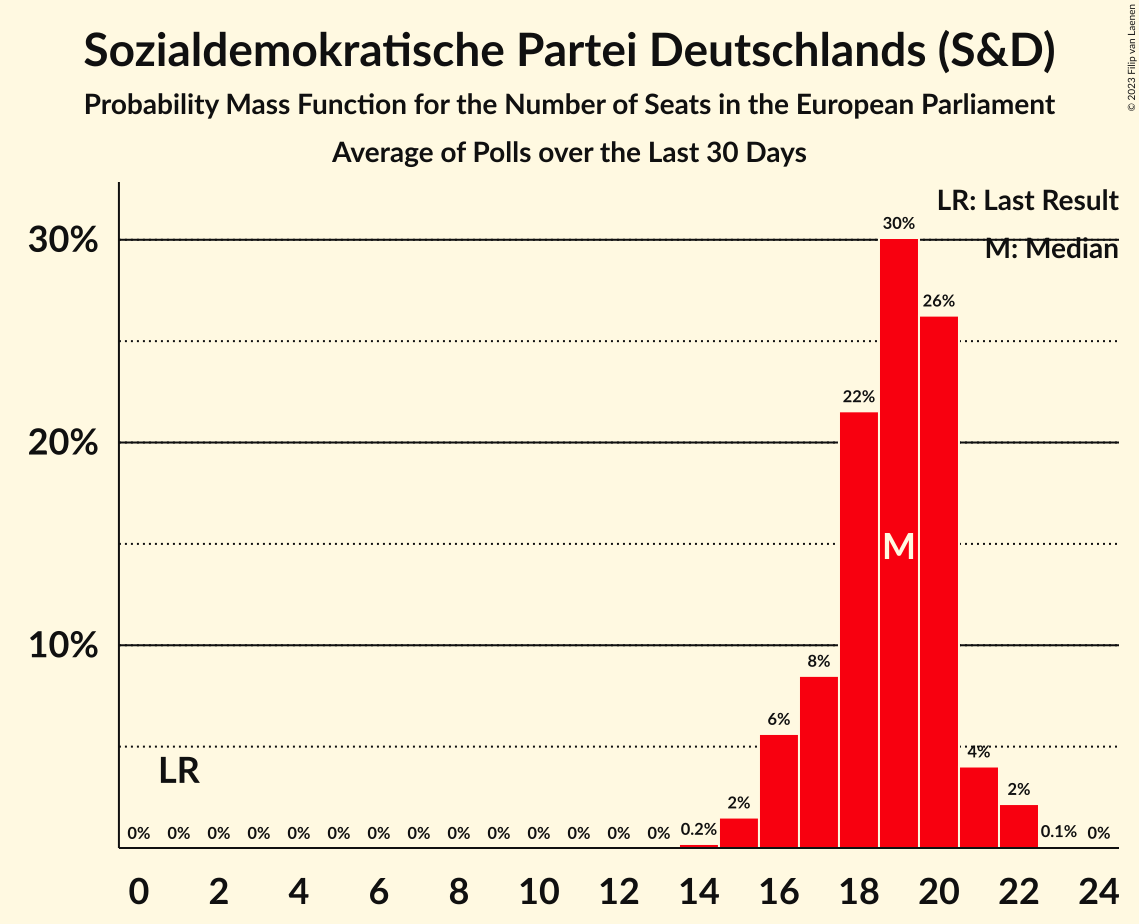 Sozialdemokratische Partei Deutschlands (S&D)
Probability Mass Function for the Number of Seats in the European Parliament
Average of Polls over the Last 30 Days
© 2023 Filip van Laenen
LR: Last Result
M: Median
30%
20%
10%
30%
26%
22%
M
8%
6%
4%
2%
2%
LR
0% 0% 0% 0% 0% 0% 0% 0% 0% 0% 0% 0% 0% 0% 0.2% 0.1% 0%
0 2 4 6 8 10 12 14 16 18 20 22 24